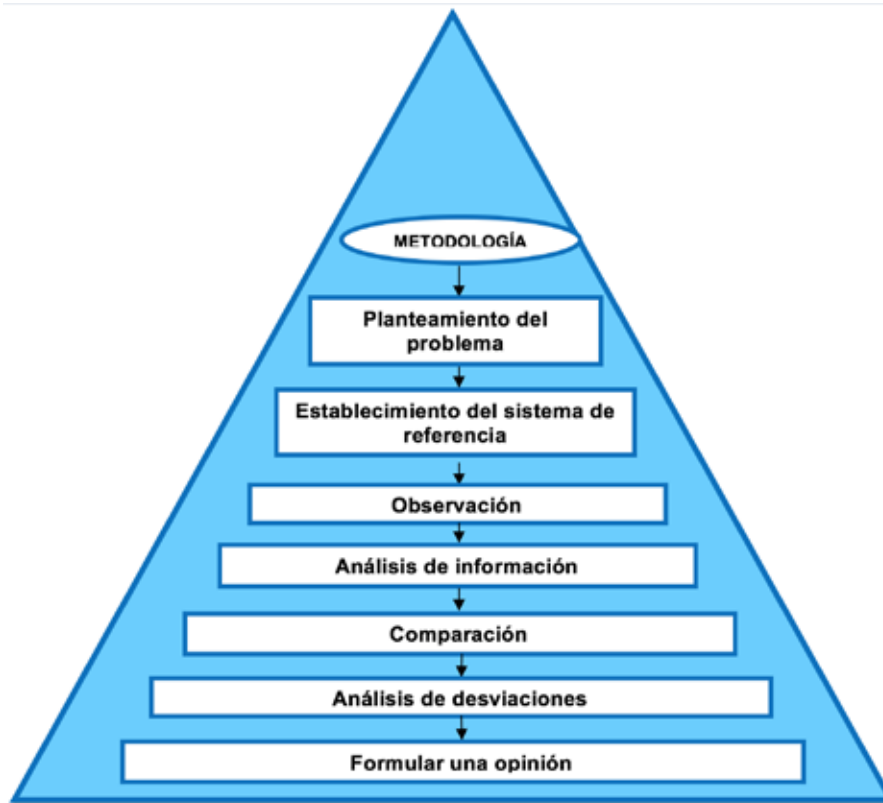 METODOLOGÍA
Planteamiento del
problema
Establecimiento del sistema de
referencia
Observación
Análisis de información
Comparación
Análisis de desviaciones
Formular una opinión